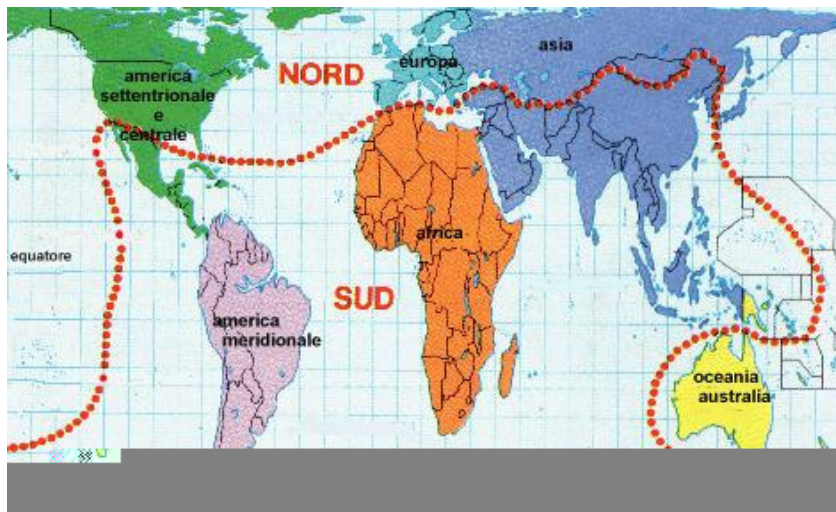 america
settentrionale
e
centrale
NORD
europa
asia
equatore
africa
SUD
america
meridionale
oceania
australia